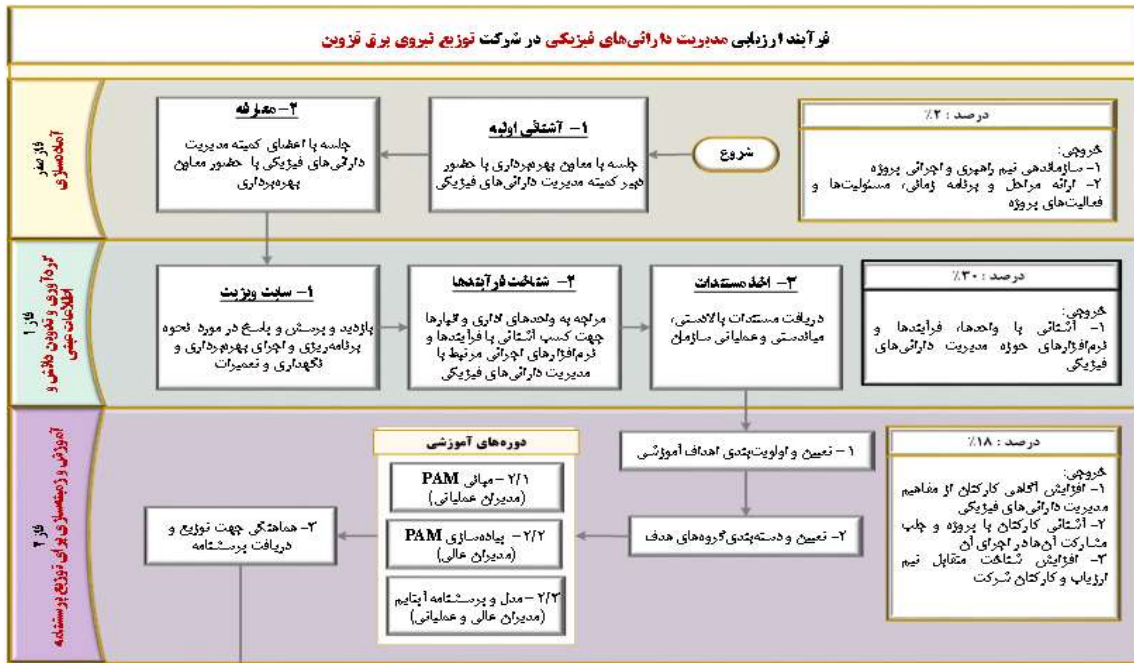 فرآیند ارزیابی مدیریت دارائی‌های فیزیکی در شرکت توزیع نیروی برق قزوین
فاز صفر
آماده‌سازی
درصد : ۲٪
خروجی:
۱- سازماندهی تیم راهبری و اجرائی پروژه
۲- ارائه مراحل و برنامه زمانی، مسئولیت‌ها و
فعالیت‌های پروژه
شروع
۱- آشنائی اولیه
جلسه با معاون بهره‌برداری با حضور
دبیر کمیته مدیریت دارائی‌های فیزیکی
۲- معارفه
جلسه با اعضای کمیته مدیریت
دارائی‌های فیزیکی با حضور معاون
بهره‌برداری
فاز ۱
گردآوری و تدوین دانش و
اطلاعات عینی
درصد : ۳۰٪
خروجی:
۱- آشنائی با واحدها، فرآیندها و
نرم‌افزارهای حوزه مدیریت دارائی‌های
فیزیکی
۱- سایت ویزیت
بازدید و پرسش و پاسخ در مورد نحوه
برنامه‌ریزی و اجرای بهره‌برداری و
نگهداری و تعمیرات
۲- شناخت فرآیندها
مراجعه به واحدهای اداری و انبارها
جهت کسب آشنائی با فرآیندها و
نرم‌افزارهای اجرائی مرتبط با
مدیریت دارائی‌های فیزیکی
۳- اخذ مستندات
دریافت مستندات بالادستی،
میاندستی و عملیاتی سازمان
فاز ۲
آموزش و زمینه‌سازی برای توزیع پرسشنامه
درصد : ۱۸٪
خروجی:
۱- افزایش آگاهی کارکنان از مفاهیم
مدیریت دارائی‌های فیزیکی
۲- آشنائی کارکنان با پروژه و جلب
مشارکت آن‌ها در اجرای آن
۳- افزایش شناخت متقابل تیم
ارزیاب و کارکنان شرکت
۱- تعیین و اولویت‌بندی اهداف آموزشی
۲- تعیین و دسته‌بندی گروه‌های هدف
دوره‌های آموزشی
۲/۱- مبانی PAM
(مدیران عملیاتی)
۲/۲- پیاده‌سازی PAM
(مدیران عالی)
۲/۳- مدل و پرسشنامه آیتایم
(مدیران عالی و عملیاتی)
۳- هماهنگی جهت توزیع و
دریافت پرسشنامه